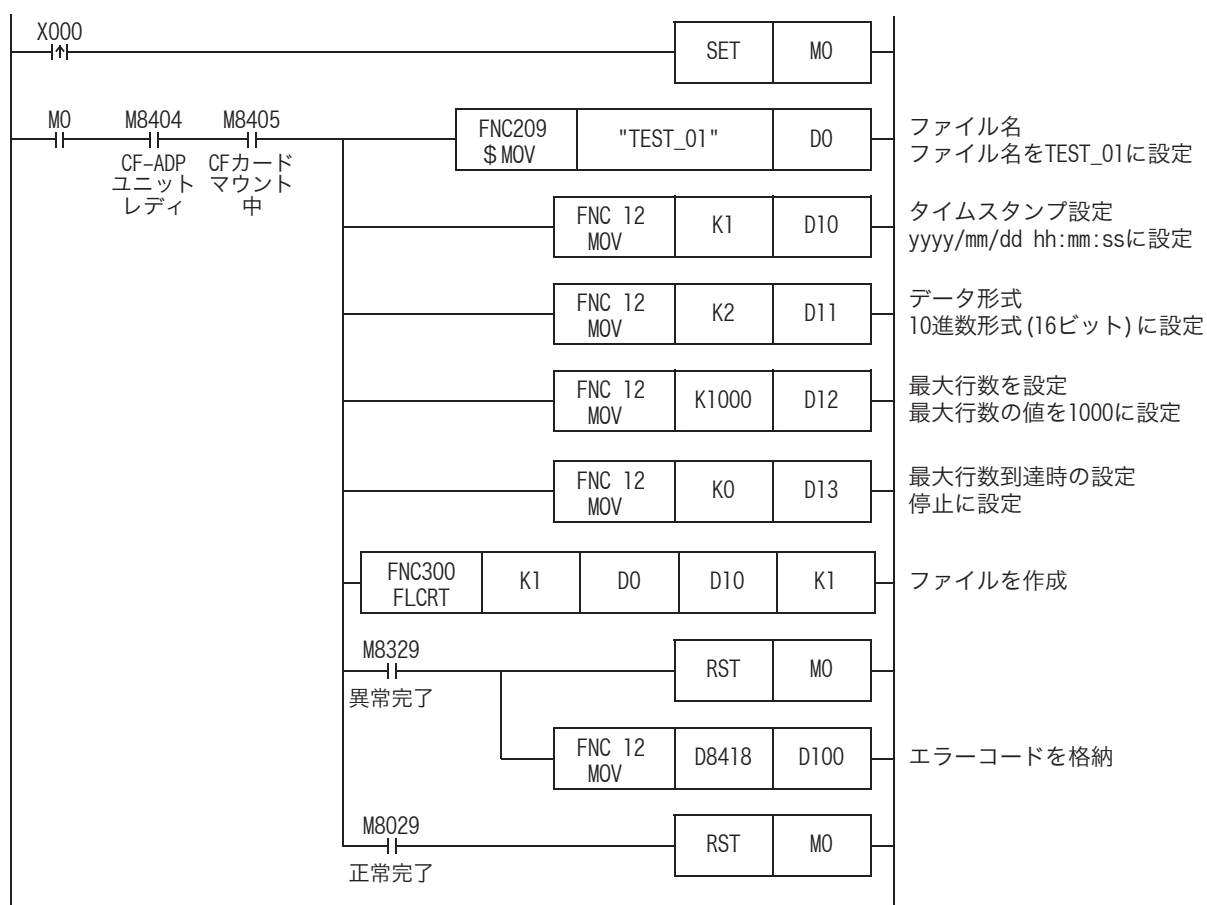 X000
SET M0
M0 M8404 M8405
CF-ADP
ユニット
レディ
CFカード
マウント
中
FNC209
$MOV
"TEST_01" D0
ファイル名
ファイル名をTEST_01に設定
FNC 12
MOV
K1 D10
タイムスタンプ設定
yyyy/mm/dd hh:mm:ssに設定
FNC 12
MOV
K2 D11
データ形式
10進数形式(16ビット)に設定
FNC 12
MOV
K1000 D12
最大行数を設定
最大行数の値を1000に設定
FNC 12
MOV
K0 D13
最大行数到達時の設定
停止に設定
FNC300
FLCRT
K1 D0 D10 K1
ファイルを作成
M8329
異常完了
RST M0
FNC 12
MOV
D8418 D100
エラーコードを格納
M8029
正常完了
RST M0